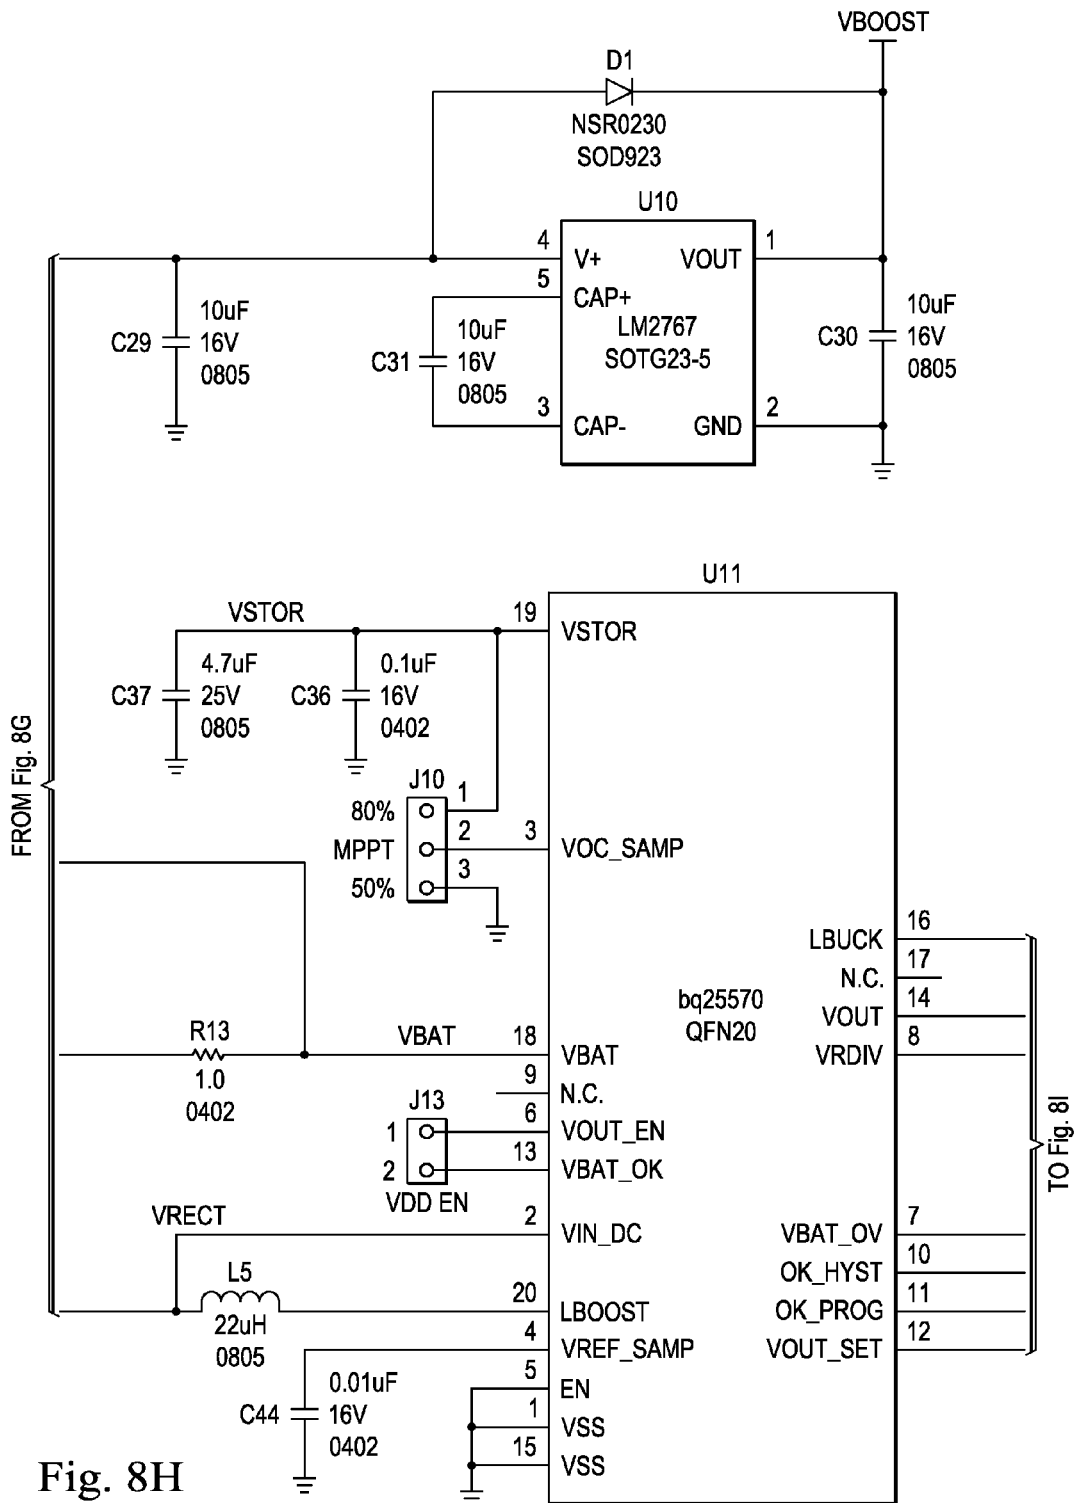 VBOOST
D1
NSR0230
SOD923
U10
4
V+
VOUT
1
5
CAP+
10uF
C29
16V
0805
10uF
C31
16V
0805
LM2767
SOTG23-5
10uF
C30
16V
0805
3
CAP-
GND
2
U11
VSTOR
19
VSTOR
4.7uF
C37
25V
0805
0.1uF
C36
16V
0402
FROM Fig. 8G
J10
80%
1
MPPT
2
3
VOC_SAMP
50%
3
LBUCK
16
N.C.
17
bq25570
QFN20
VOUT
14
VRDIV
8
R13
1.0
0402
VBAT
18
VBAT
9
N.C.
J13
1
6
VOUT_EN
2
13
VBAT_OK
VDD EN
TO Fig. 8I
VRECT
2
VIN_DC
VBAT_OV
7
OK_HYST
10
L5
22uH
0805
20
LBOOST
OK_PROG
11
4
VREF_SAMP
VOUT_SET
12
0.01uF
C44
16V
0402
5
EN
1
VSS
15
VSS
Fig. 8H